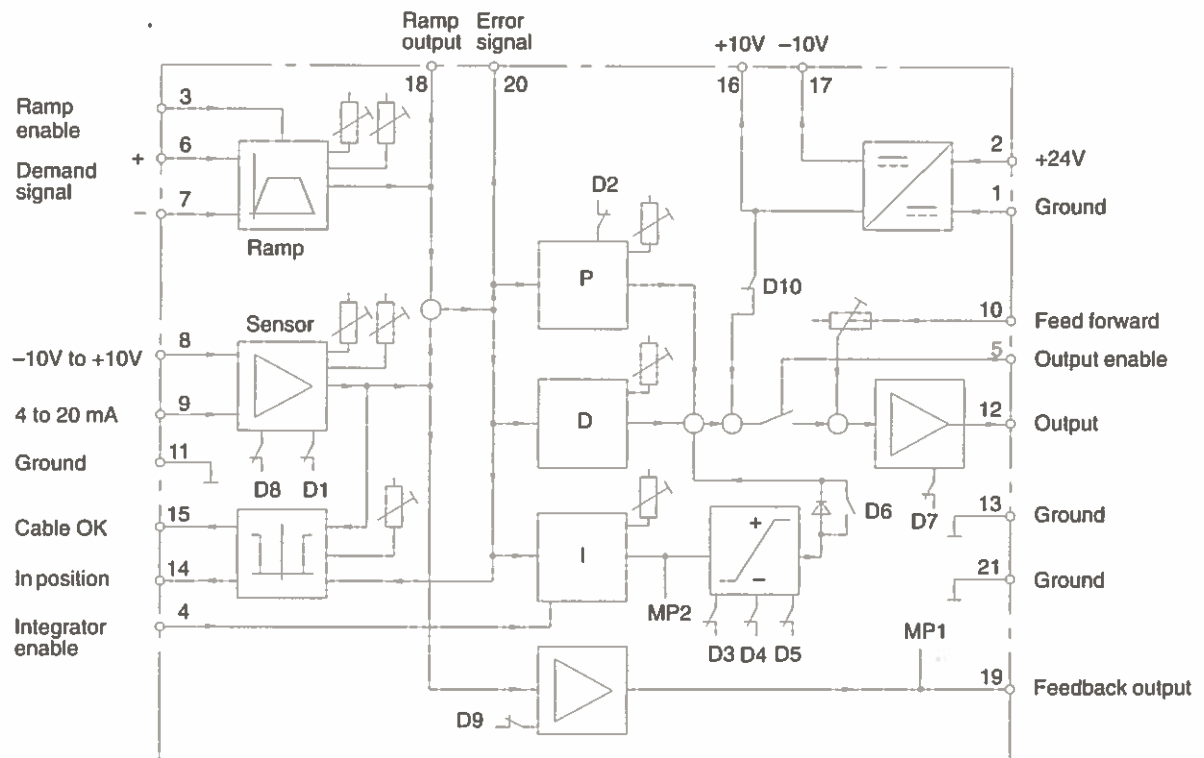 Ramp
output
Error
signal
+10V
–10V
18
20
16
17
Ramp
enable
3
+
6
Demand
signal
–
7
Ramp
2
+24V
1
Ground
D2
P
D10
10
Feed forward
5
Output enable
Sensor
–10V to +10V
8
4 to 20 mA
9
D
12
Output
Ground
11
D8
D1
D6
D7
13
Ground
Cable OK
15
+
–
I
In position
14
21
Ground
MP2
4
Integrator
enable
D3
D4
D5
MP1
19
Feedback output
D9